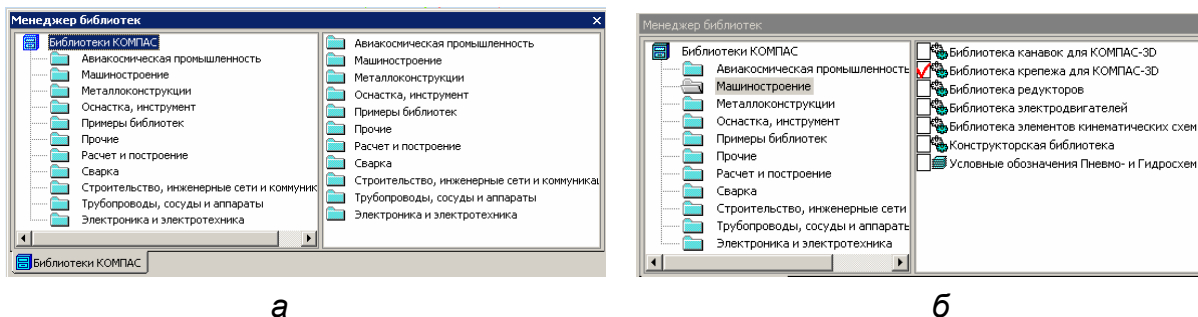 Менеджер библиотек
Библиотеки КОМПАС
Авиакосмическая промышленность
Машиностроение
Металлоконструкции
Оснастка, инструмент
Примеры библиотек
Прочие
Расчет и построение
Сварка
Строительство, инженерные сети и коммуник
Трубопроводы, сосуды и аппараты
Электроника и электротехника
Авиакосмическая промышленность
Машиностроение
Металлоконструкции
Оснастка, инструмент
Примеры библиотек
Прочие
Расчет и построение
Сварка
Строительство, инженерные сети и коммуникац
Трубопроводы, сосуды и аппараты
Электроника и электротехника
Библиотеки КОМПАС
а
Менеджер библиотек
Библиотеки КОМПАС
Авиакосмическая промышленность
Машиностроение
Металлоконструкции
Оснастка, инструмент
Примеры библиотек
Прочие
Расчет и построение
Сварка
Строительство, инженерные сети
Трубопроводы, сосуды и аппараты
Электроника и электротехника
Библиотека канавок для КОМПАС-3D
Библиотека крепежа для КОМПАС-3D
Библиотека редукторов
Библиотека электродвигателей
Библиотека элементов кинематических схем
Конструкторская библиотека
Условные обозначения Пневмо- и Гидросхем
б